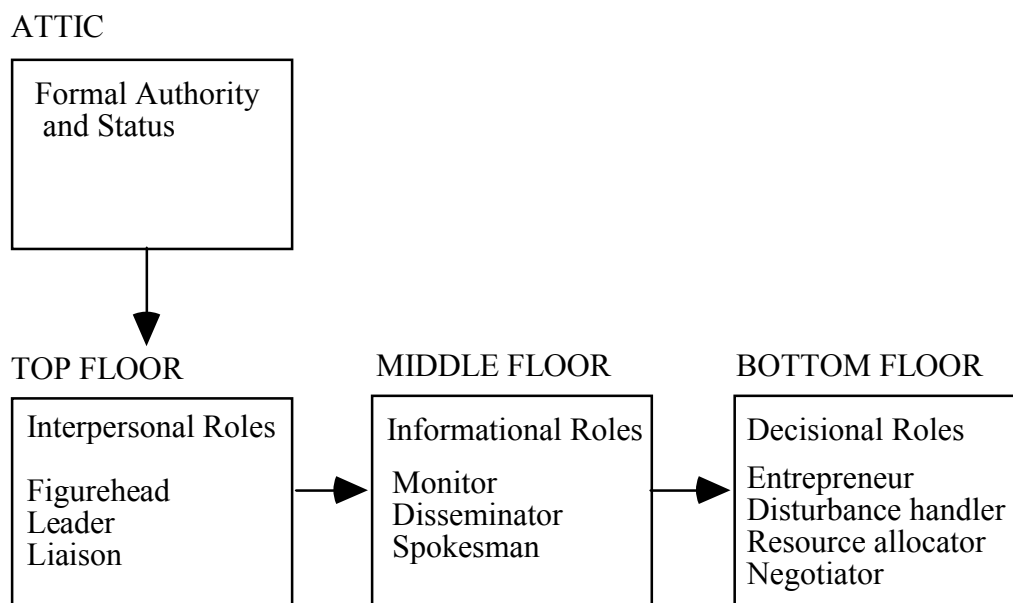 ATTIC
Formal Authority
and Status
TOP FLOOR
Interpersonal Roles
Figurehead
Leader
Liaison
MIDDLE FLOOR
Informational Roles
Monitor
Disseminator
Spokesman
BOTTOM FLOOR
Decisional Roles
Entrepreneur
Disturbance handler
Resource allocator
Negotiator